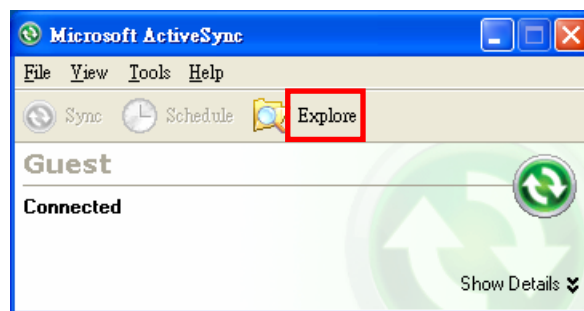 Microsoft ActiveSync
File View Tools Help
Sync Schedule Explore
Guest
Connected
Show Details